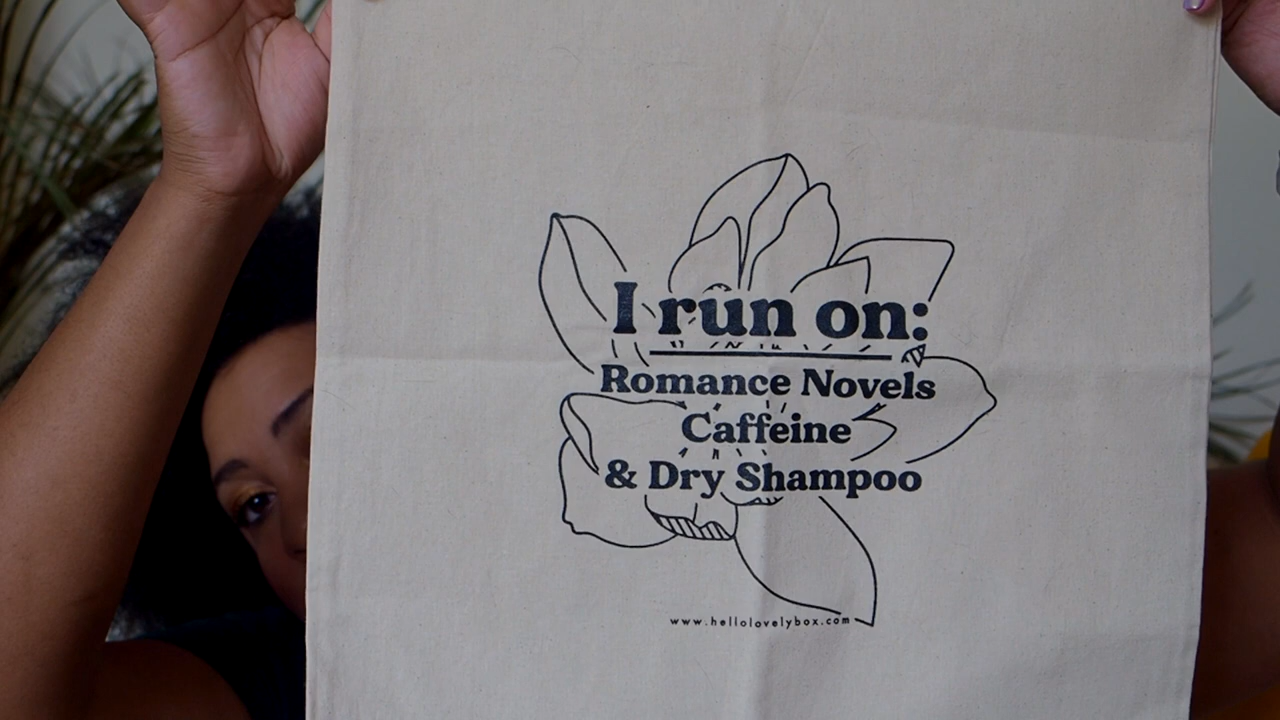 I run on:
Romance Novels
Caffeine
& Dry Shampoo
www.hellolovelybox.com